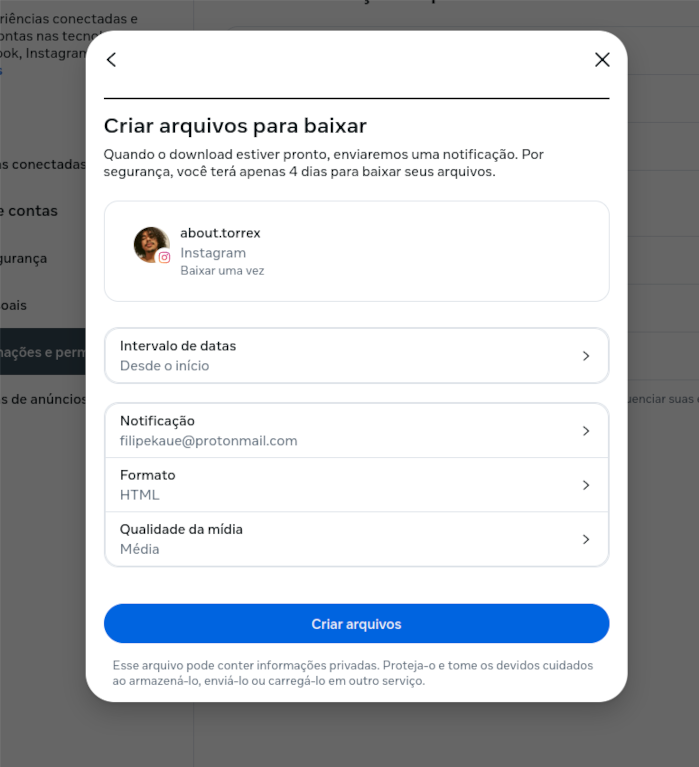 riências conectadas e
ontas nas
ook, Instagram
s
Criar arquivos para baixar
Quando o download estiver pronto, enviaremos uma notificação. Por
segurança, você terá apenas 4 dias para baixar seus arquivos.
s conectadas
e contas
gurança
oais
nações e perm
s de anúncios
about.torrex
Instagram
Baixar uma vez
Intervalo de datas
Desde o início
Notificação
filipekaue@protonmail.com
Formato
HTML
Qualidade da mídia
Média
uenciar suas
Criar arquivos
Esse arquivo pode conter informações privadas. Proteja-o e tome os devidos cuidados
ao armazená-lo, enviá-lo ou carregá-lo em outro serviço.